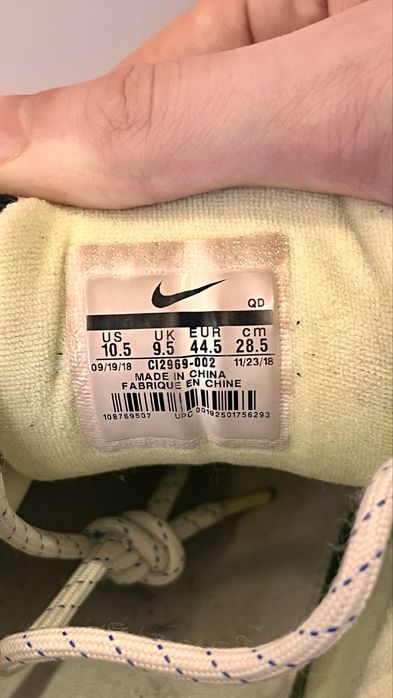 QD
US UK EUR cm
10.5 9.5 44.5 28.5
09/19/18 CI2969-002 11/23/18
MADE IN CHINA
FABRIQUE EN CHINE
108769507 UPC 00192501756293